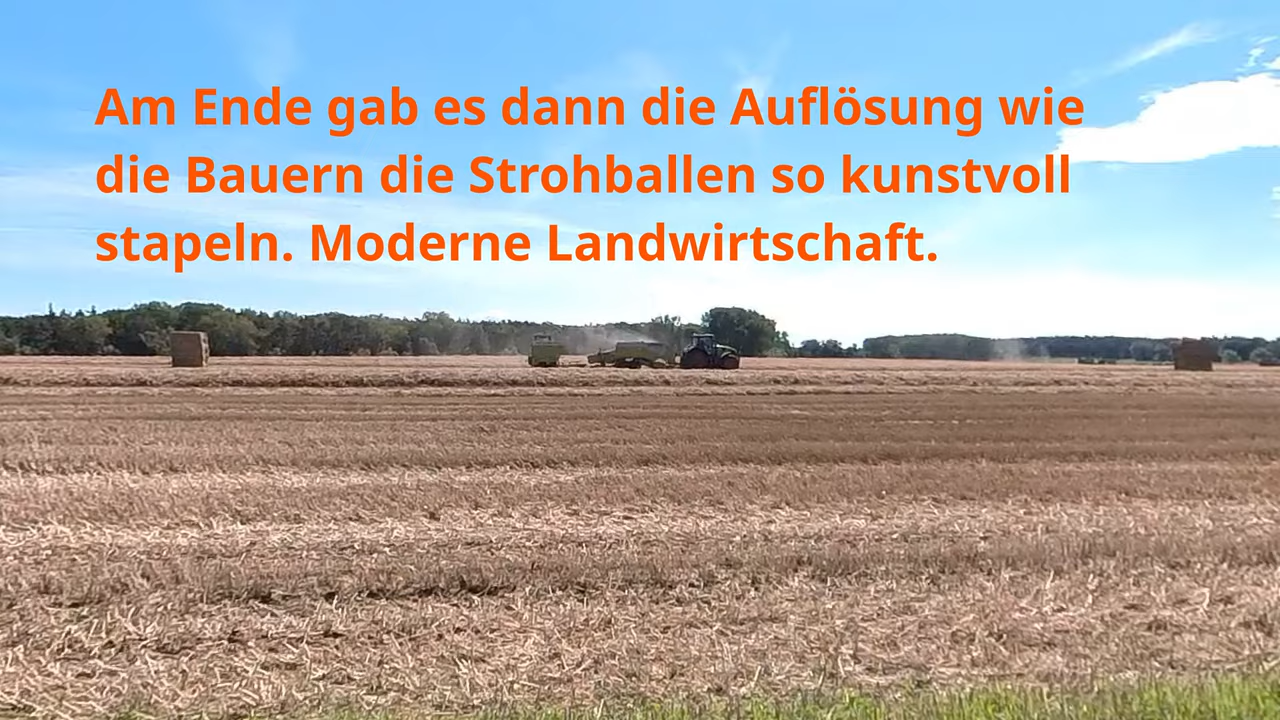 Am Ende gab es dann die Auflösung wie
die Bauern die Strohballen so kunstvoll
stapeln. Moderne Landwirtschaft.